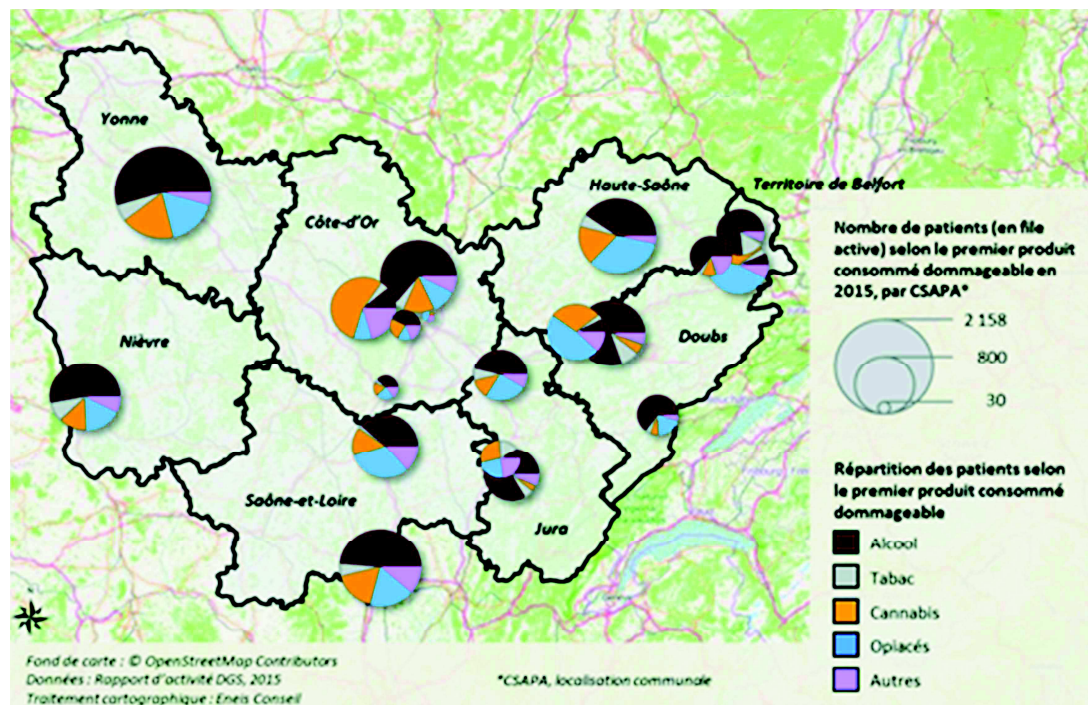 Yonne
Haute-Saône
Territoire de Belfort
Côte-d'Or
Nièvre
Doubs
Saône-et-Loire
Jura
Nombre de patients (en file
active) selon le premier produit
consommé dommageable en
2015, par CSAPA*
2 158
800
30
Répartition des patients selon
le premier produit consommé
dommageable
Alcool
Tabac
Cannabis
Opiacés
Autres
Fond de carte : © OpenStreetMap Contributors
Données : Rapport d'activité DGS, 2015
Traitement cartographique : Eneis Conseil
*CSAPA, localisation communale